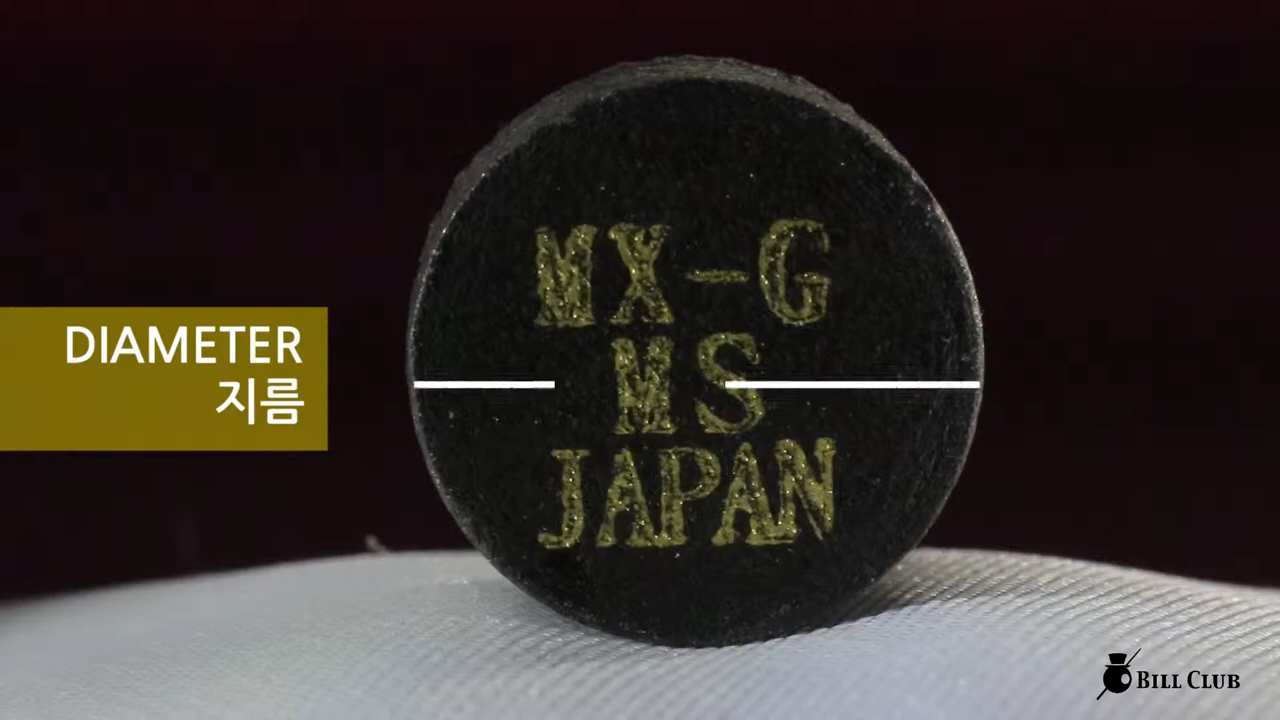 DIAMETER
지름
MX-G
MS
JAPAN
BILL CLUB